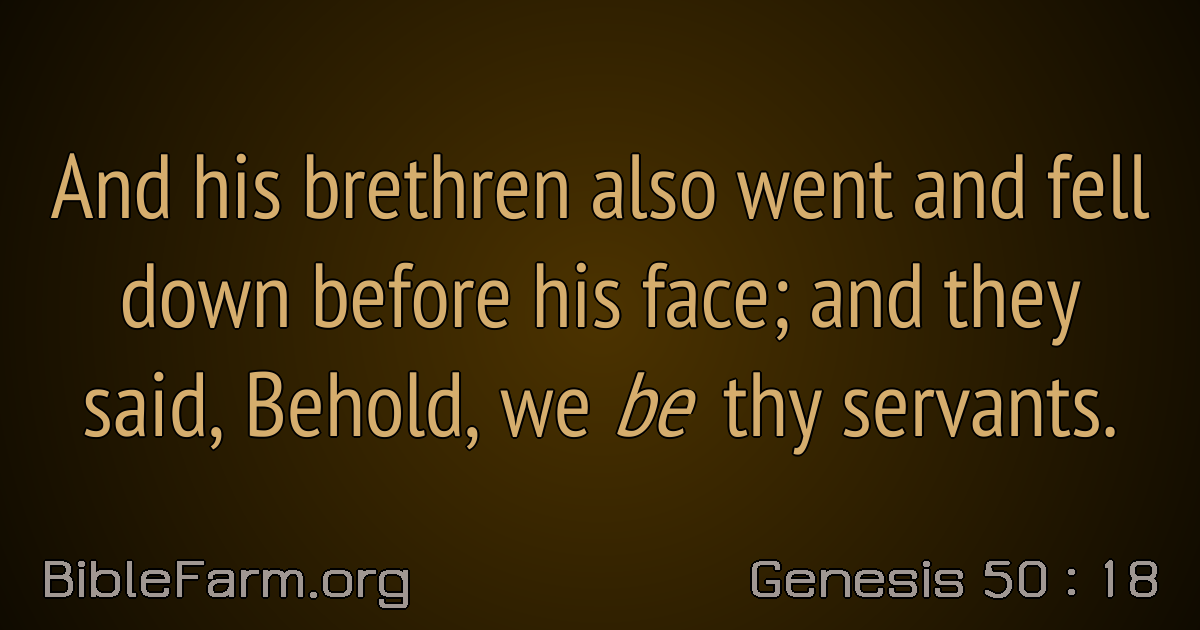 And his brethren also went and fell
down before his face; and they
said, Behold, we be thy servants.
BibleFarm.org
Genesis 50 : 18